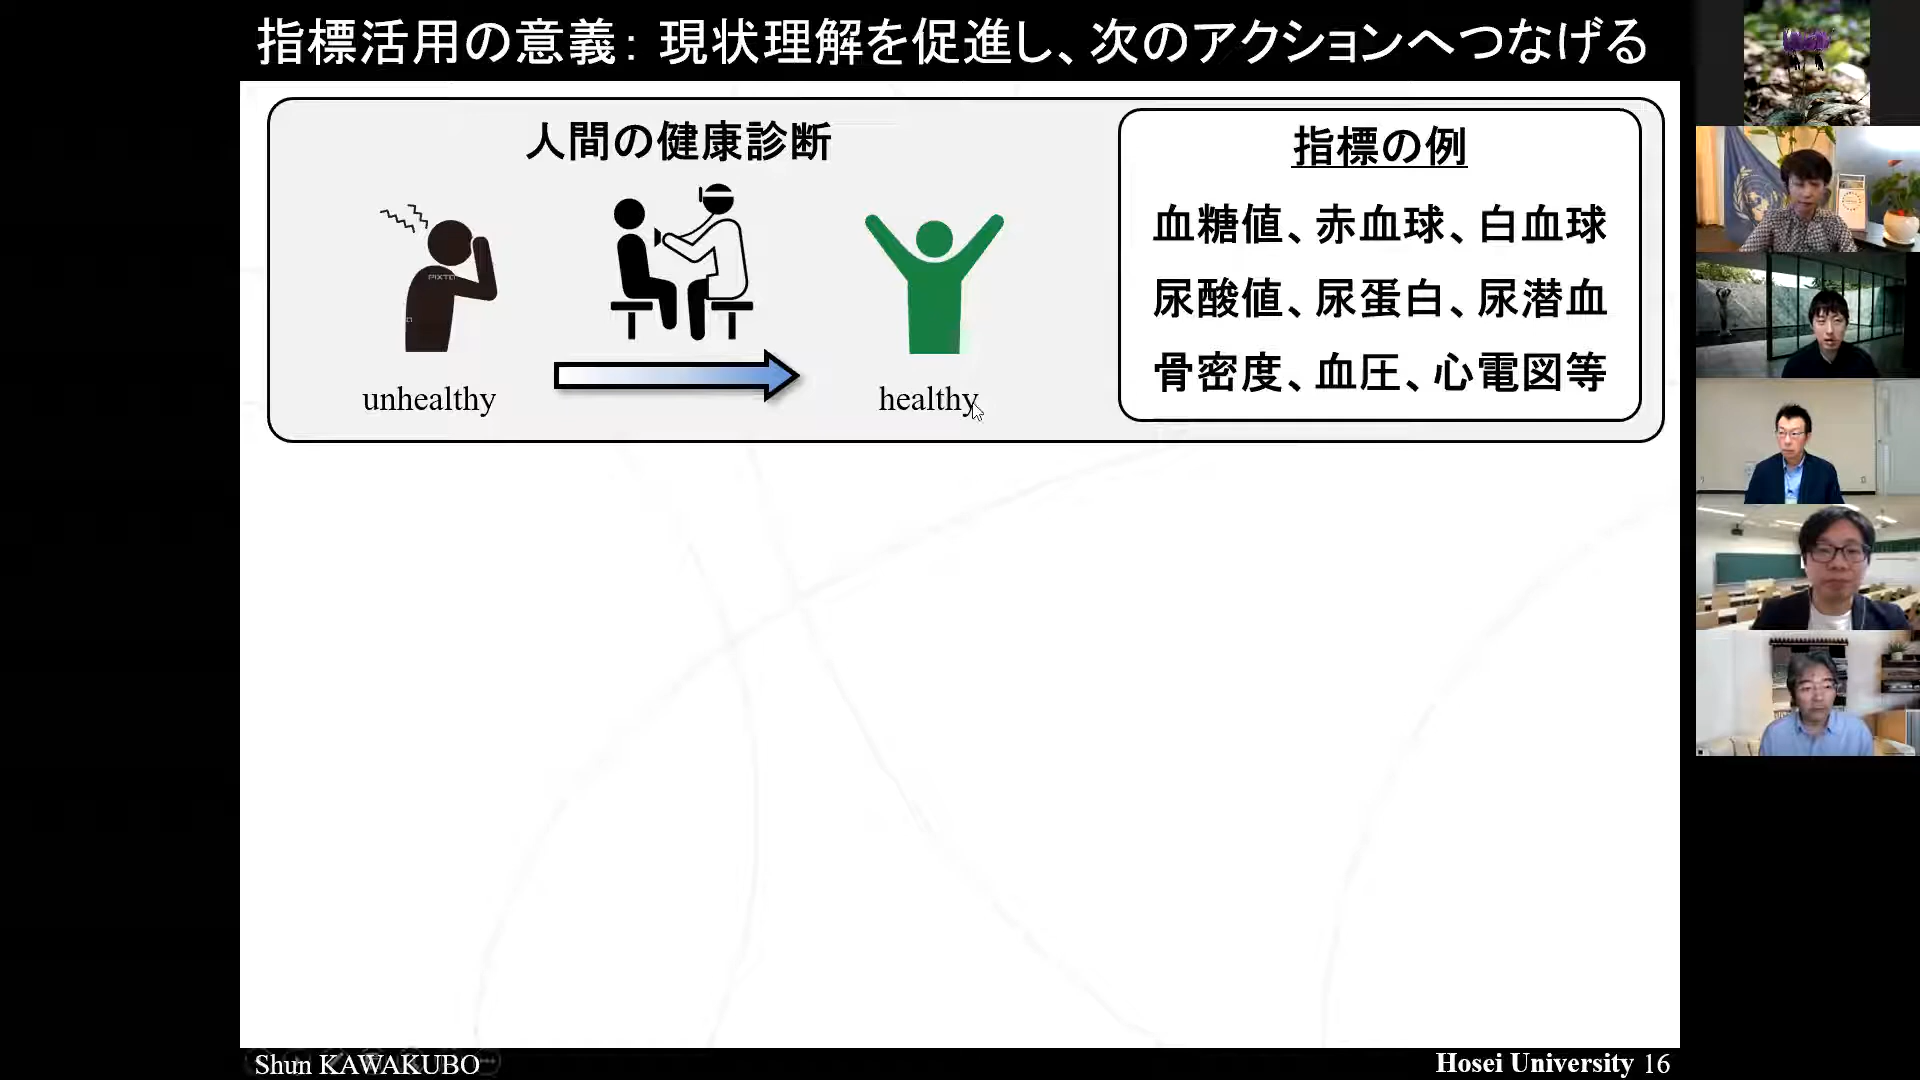 指標活用の意義: 現状理解を促進し、次のアクションへつなげる
人間の健康診断
unhealthy
healthy
指標の例
血糖値、赤血球、白血球
尿酸値、尿蛋白、尿潜血
骨密度、血圧、心電図等
PIXTA
Shun KAWAKUBO
Hosei University 16